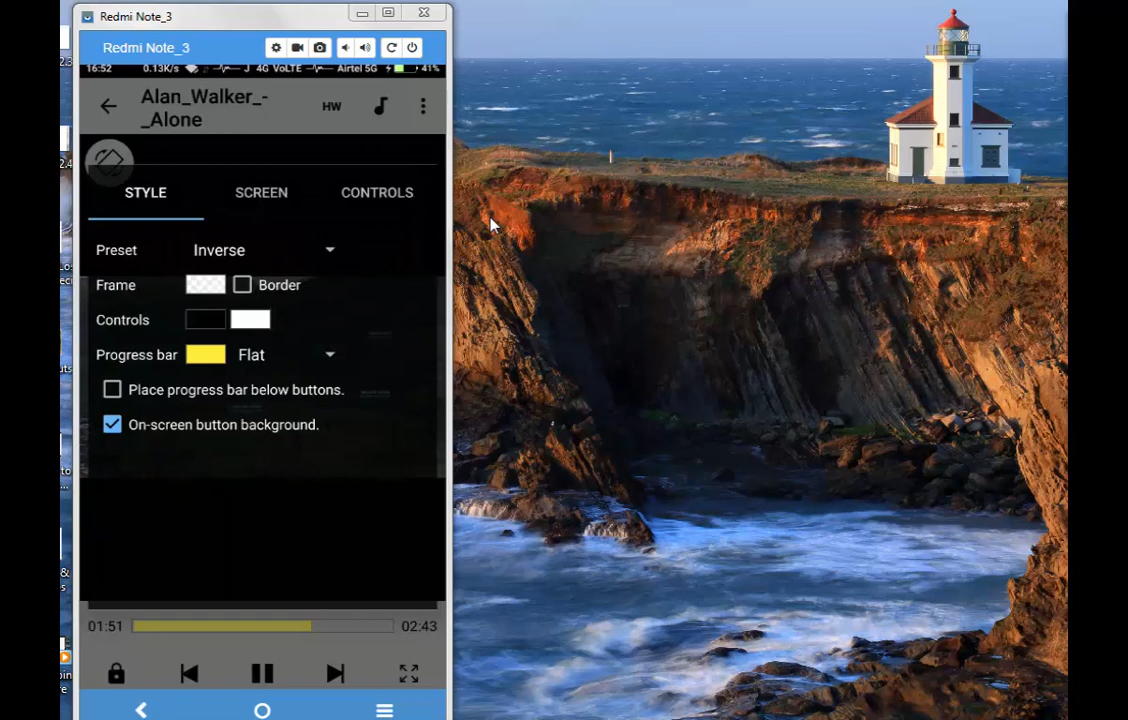 Redmi Note_3
Redmi Note_3
16:52 0.13K/s J 4G VoLTE Airtel 5G 41%
Alan_Walker_-
_Alone
HW
STYLE SCREEN CONTROLS
Preset Inverse
Frame Border
Controls
Progress bar Flat
Place progress bar below buttons.
On-screen button background.
01:51 02:43